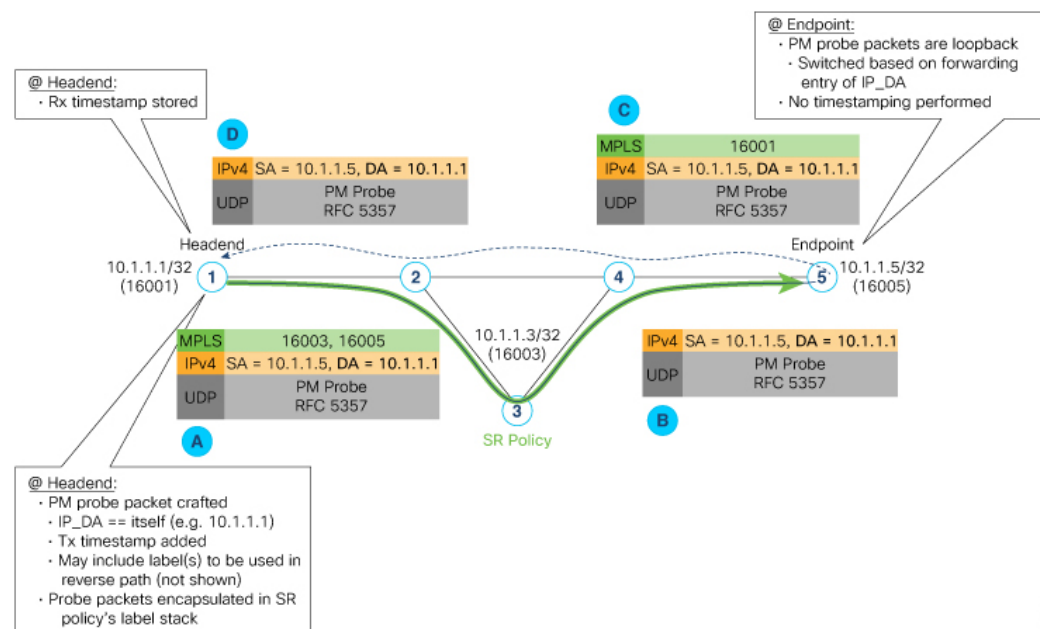 @ Endpoint:
· PM probe packets are loopback
· Switched based on forwarding
entry of IP_DA
· No timestamping performed
@ Headend:
· Rx timestamp stored
D
IPv4 SA = 10.1.1.5, DA = 10.1.1.1
UDP
PM Probe
RFC 5357
C
MPLS 16001
IPv4 SA = 10.1.1.5, DA = 10.1.1.1
UDP
PM Probe
RFC 5357
Headend
10.1.1.1/32
(16001)
1
2
4
Endpoint
5
10.1.1.5/32
(16005)
10.1.1.3/32
(16003)
3
SR Policy
MPLS 16003, 16005
IPv4 SA = 10.1.1.5, DA = 10.1.1.1
UDP
PM Probe
RFC 5357
A
IPv4 SA = 10.1.1.5, DA = 10.1.1.1
UDP
PM Probe
RFC 5357
B
@ Headend:
· PM probe packet crafted
· IP_DA == itself (e.g. 10.1.1.1)
· Tx timestamp added
· May include label(s) to be used in
reverse path (not shown)
· Probe packets encapsulated in SR
policy's label stack